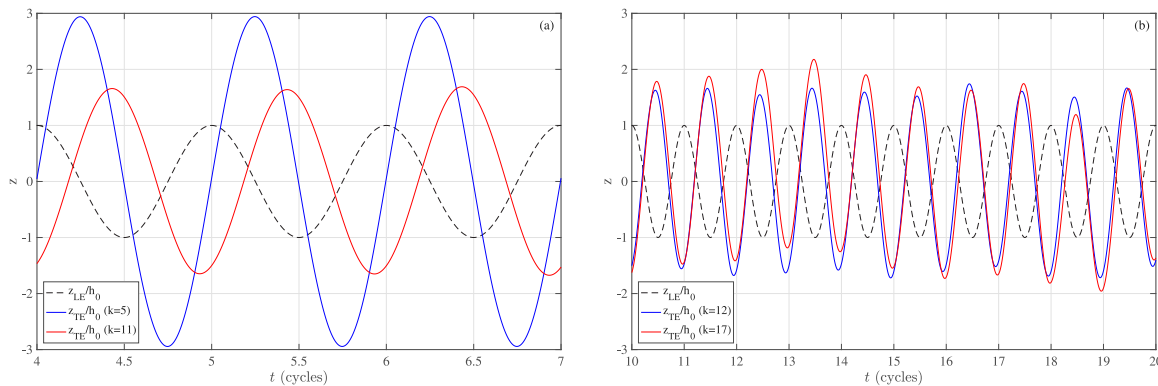 (a)
3
2
1
0
-1
-2
-3
z
z_LE/h_0
z_TE/h_0 (k=5)
z_TE/h_0 (k=11)
4 4.5 5 5.5 6 6.5 7
t (cycles)
(b)
3
2
1
0
-1
-2
-3
z
z_LE/h_0
z_TE/h_0 (k=12)
z_TE/h_0 (k=17)
10 11 12 13 14 15 16 17 18 19 20
t (cycles)